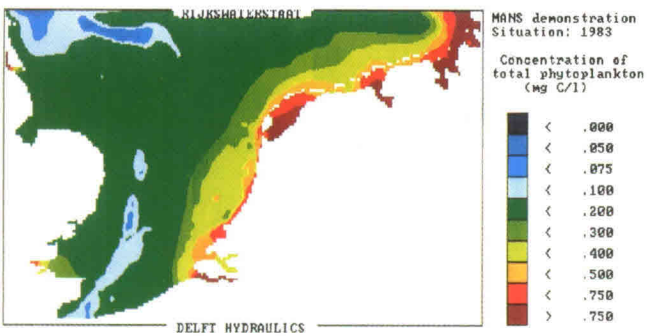 RIJKSWATERSTAAT
MANS demonstration
Situation: 1983
Concentration of
total phytoplankton
(mg C/l)
< .000
< .050
< .075
< .100
< .200
< .300
< .400
< .500
< .750
> .750
DELFT HYDRAULICS